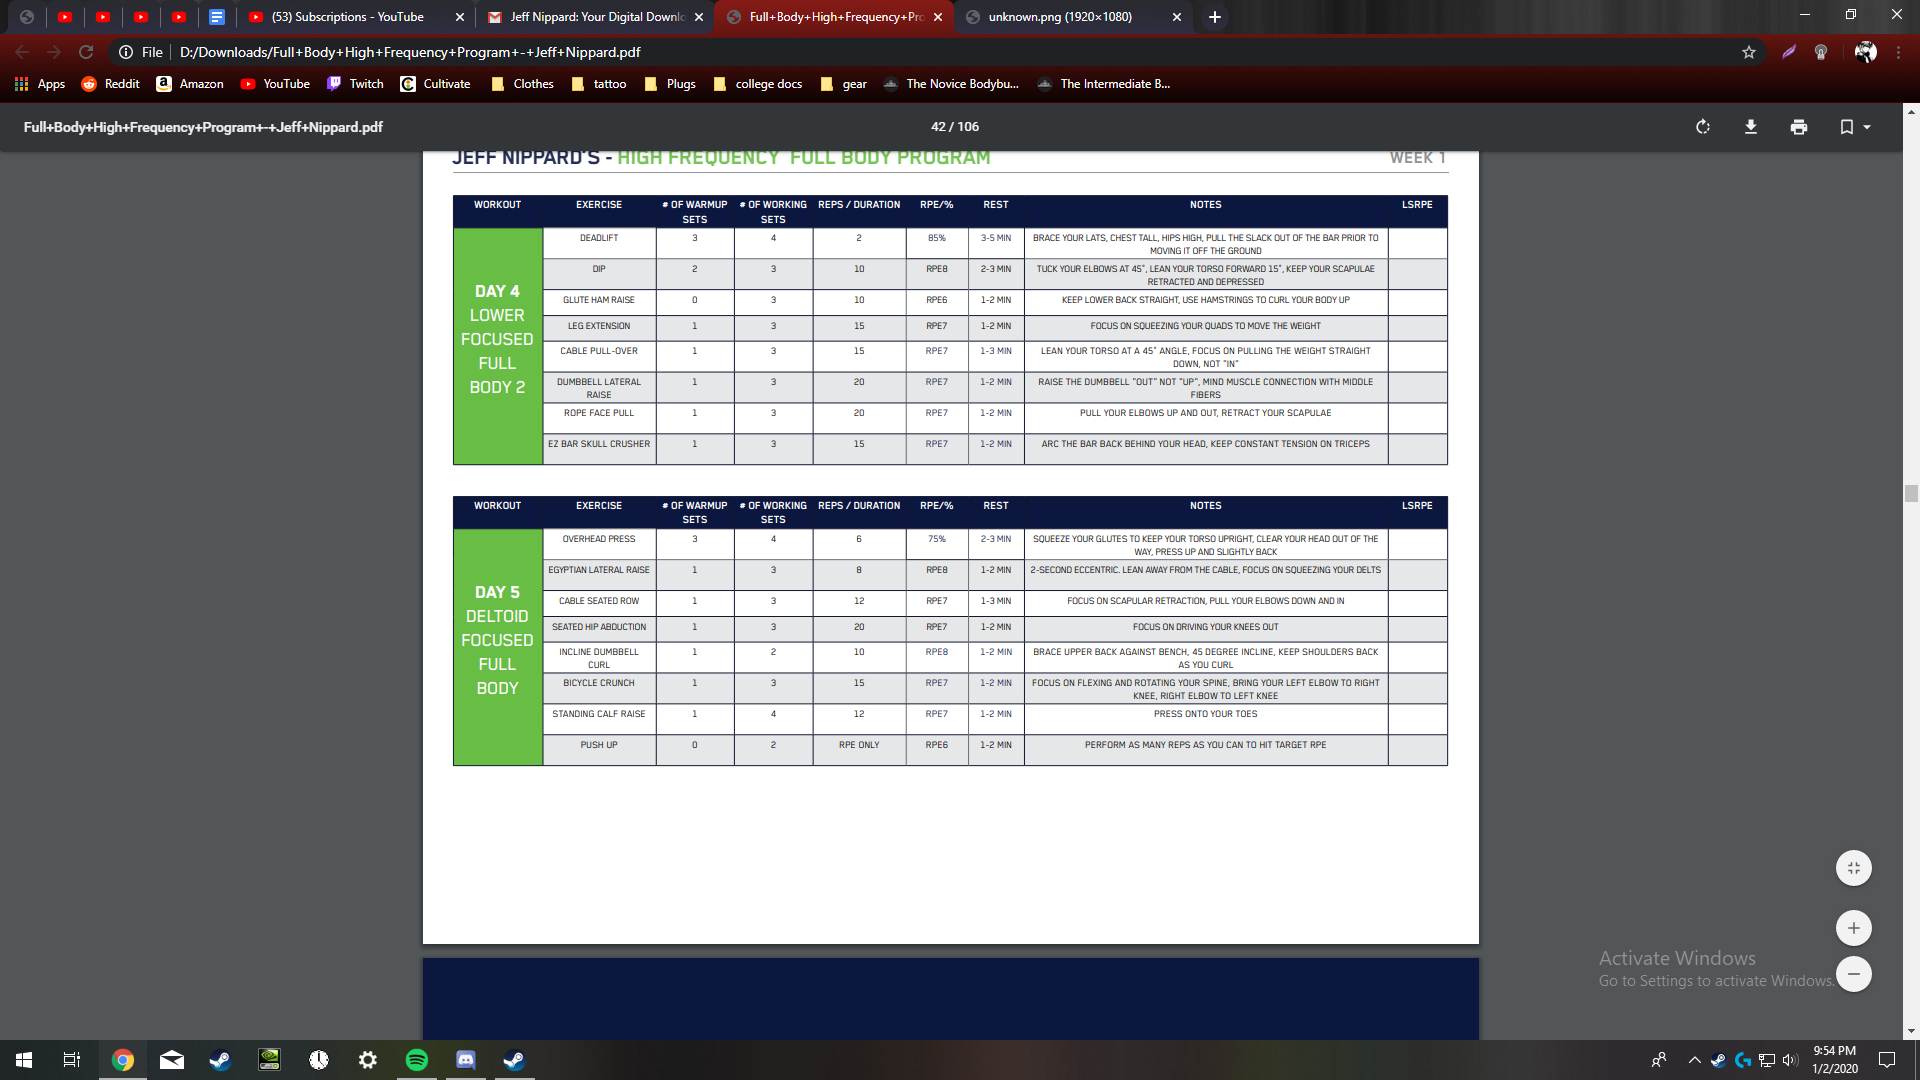 (53) Subscriptions - YouTube
Jeff Nippard: Your Digital Downlo
Full+Body+High+Frequency+Pro
unknown.png (1920×1080)
File
D:/Downloads/Full+Body+High+Frequency+Program+-+Jeff+Nippard.pdf
Apps Reddit Amazon YouTube Twitch Cultivate Clothes tattoo Plugs college docs gear The Novice Bodybu... The Intermediate B...
Full+Body+High+Frequency+Program+-+Jeff+Nippard.pdf
42 / 106
JEFF NIPPARD'S - HIGH FREQUENCY FULL BODY PROGRAM
WEEK 1
WORKOUT EXERCISE # OF WARMUP SETS # OF WORKING SETS REPS / DURATION RPE/% REST NOTES LSRPE
DAY 4
LOWER
FOCUSED
FULL
BODY 2
DEADLIFT 3 4 2 85% 3-5 MIN BRACE YOUR LATS, CHEST TALL, HIPS HIGH, PULL THE SLACK OUT OF THE BAR PRIOR TO
MOVING IT OFF THE GROUND
DIP 2 3 10 RPE8 2-3 MIN TUCK YOUR ELBOWS AT 45°, LEAN YOUR TORSO FORWARD 15°, KEEP YOUR SCAPULAE
RETRACTED AND DEPRESSED
GLUTE HAM RAISE 0 3 10 RPE6 1-2 MIN KEEP LOWER BACK STRAIGHT, USE HAMSTRINGS TO CURL YOUR BODY UP
LEG EXTENSION 1 3 15 RPE7 1-2 MIN FOCUS ON SQUEEZING YOUR QUADS TO MOVE THE WEIGHT
CABLE PULL-OVER 1 3 15 RPE7 1-3 MIN LEAN YOUR TORSO AT A 45° ANGLE, FOCUS ON PULLING THE WEIGHT STRAIGHT
DOWN, NOT "IN"
DUMBBELL LATERAL RAISE 1 3 20 RPE7 1-2 MIN RAISE THE DUMBBELL "OUT" NOT "UP", MIND MUSCLE CONNECTION WITH MIDDLE
FIBERS
ROPE FACE PULL 1 3 20 RPE7 1-2 MIN PULL YOUR ELBOWS UP AND OUT, RETRACT YOUR SCAPULAE
EZ BAR SKULL CRUSHER 1 3 15 RPE7 1-2 MIN ARC THE BAR BACK BEHIND YOUR HEAD, KEEP CONSTANT TENSION ON TRICEPS
WORKOUT EXERCISE # OF WARMUP SETS # OF WORKING SETS REPS / DURATION RPE/% REST NOTES LSRPE
DAY 5
DELTOID
FOCUSED
FULL
BODY
OVERHEAD PRESS 3 4 6 75% 2-3 MIN SQUEEZE YOUR GLUTES TO KEEP YOUR TORSO UPRIGHT, CLEAR YOUR HEAD OUT OF THE
WAY, PRESS UP AND SLIGHTLY BACK
EGYPTIAN LATERAL RAISE 1 3 8 RPE8 1-2 MIN 2-SECOND ECCENTRIC. LEAN AWAY FROM THE CABLE, FOCUS ON SQUEEZING YOUR DELTS
CABLE SEATED ROW 1 3 12 RPE7 1-3 MIN FOCUS ON SCAPULAR RETRACTION, PULL YOUR ELBOWS DOWN AND IN
SEATED HIP ABDUCTION 1 3 20 RPE7 1-2 MIN FOCUS ON DRIVING YOUR KNEES OUT
INCLINE DUMBBELL CURL 1 2 10 RPE8 1-2 MIN BRACE UPPER BACK AGAINST BENCH, 45 DEGREE INCLINE, KEEP SHOULDERS BACK
AS YOU CURL
BICYCLE CRUNCH 1 3 15 RPE7 1-2 MIN FOCUS ON FLEXING AND ROTATING YOUR SPINE, BRING YOUR LEFT ELBOW TO RIGHT
KNEE, RIGHT ELBOW TO LEFT KNEE
STANDING CALF RAISE 1 4 12 RPE7 1-2 MIN PRESS ONTO YOUR TOES
PUSH UP 0 2 RPE ONLY RPE6 1-2 MIN PERFORM AS MANY REPS AS YOU CAN TO HIT TARGET RPE
Activate Windows
Go to Settings to activate Windows.
9:54 PM
1/2/2020